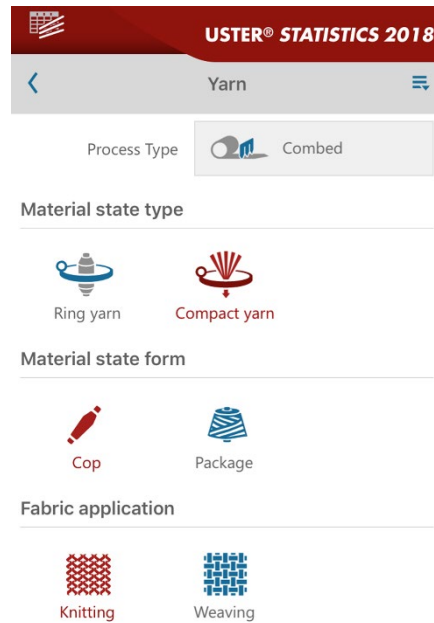 USTER® STATISTICS 2018
Yarn
Process Type Combed
Material state type
Ring yarn Compact yarn
Material state form
Cop Package
Fabric application
Knitting Weaving